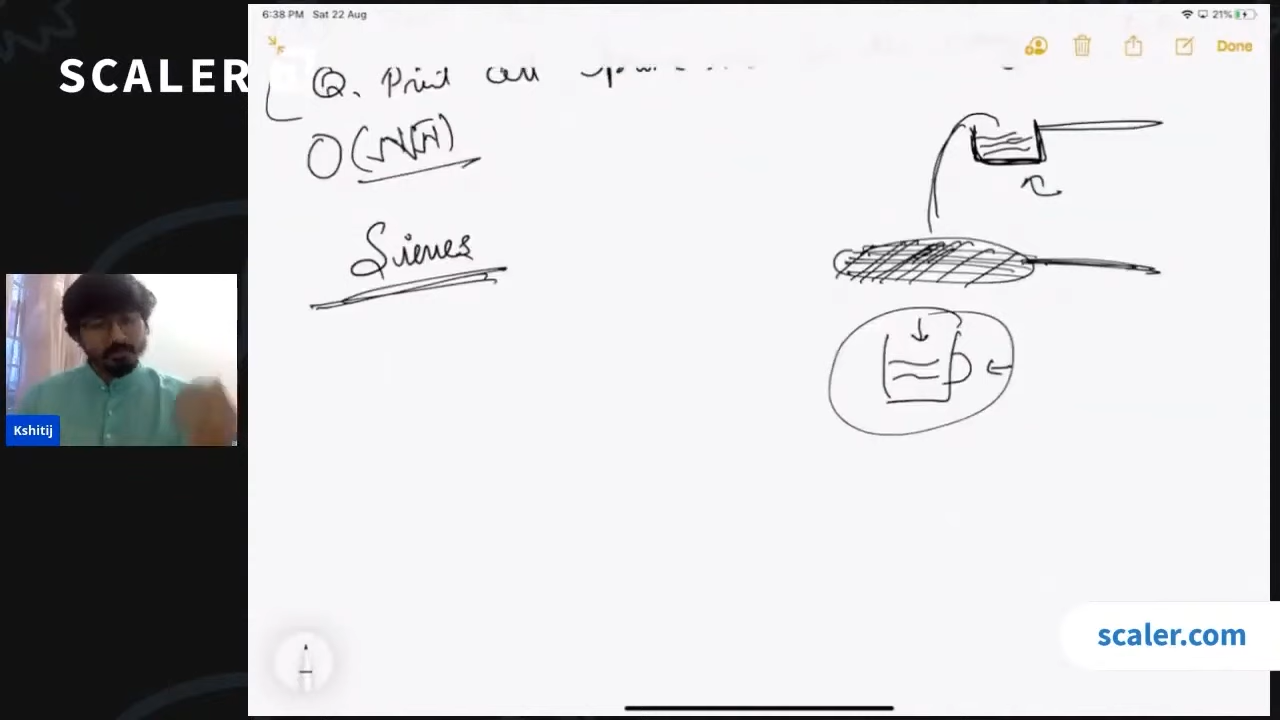 6:38 PM Sat 22 Aug
21%
SCALER
Done
Q. Print all
O(N√N)
Sieves
Kshitij
scaler.com